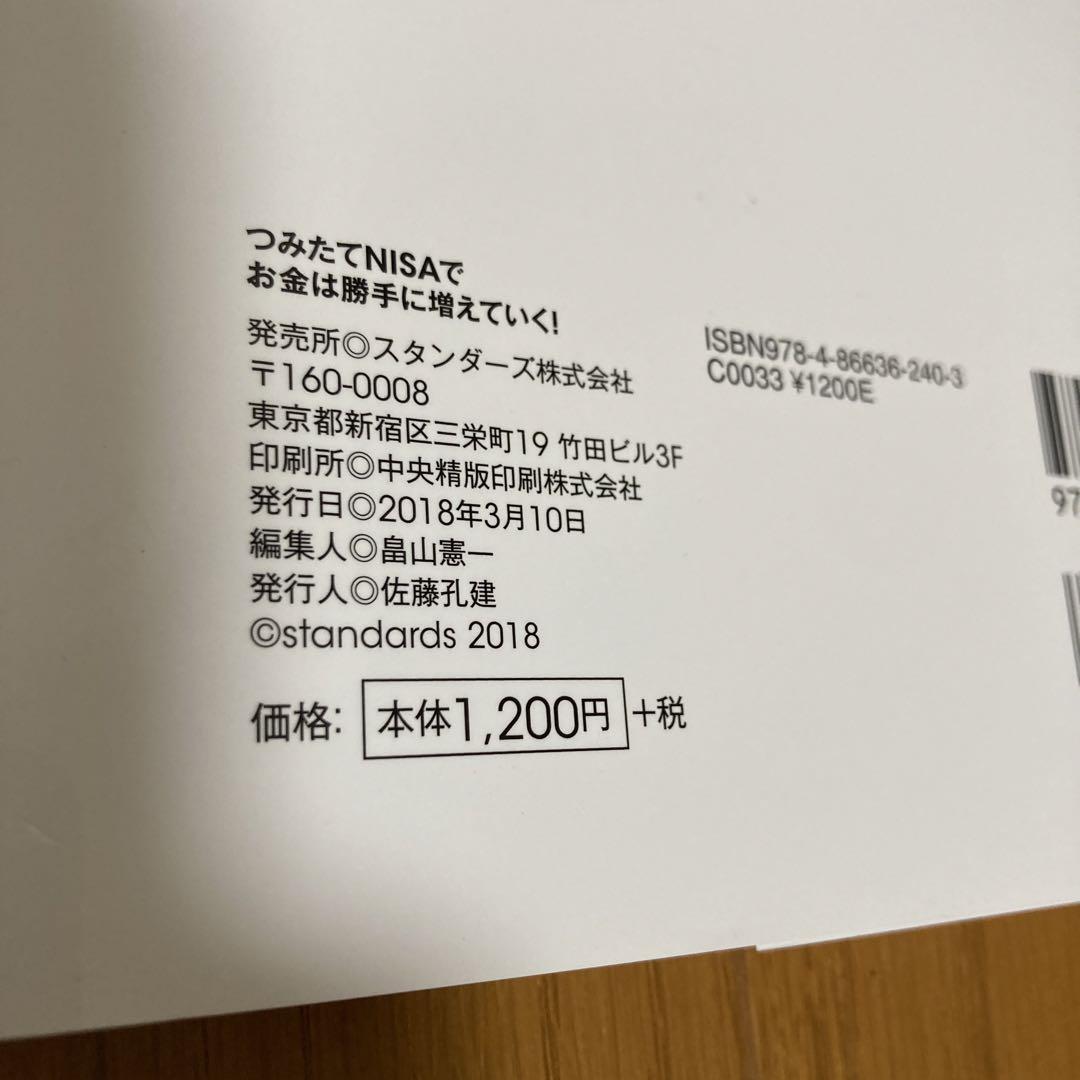 つみたてNISAで
お金は勝手に増えていく!
発売所◎スタンダーズ株式会社
〒160-0008
東京都新宿区三栄町19 竹田ビル3F
印刷所◎中央精版印刷株式会社
発行日◎2018年3月10日
編集人◎畠山憲一
発行人◎佐藤孔建
©standards 2018
価格: 本体1,200円+税
ISBN978-4-86636-240-3
C0033 ¥1200E
97